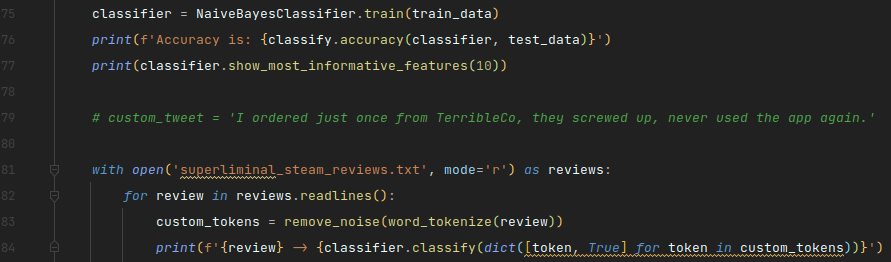 75 classifier = NaiveBayesClassifier.train(train_data)
76 print(f'Accuracy is: {classify.accuracy(classifier, test_data)}')
77 print(classifier.show_most_informative_features(10))
78
79 # custom_tweet = 'I ordered just once from TerribleCo, they screwed up, never used the app again.'
80
81 with open('superliminal_steam_reviews.txt', mode='r') as reviews:
82 for review in reviews.readlines():
83 custom_tokens = remove_noise(word_tokenize(review))
84 print(f'{review} -> {classifier.classify(dict([token, True] for token in custom_tokens))}')